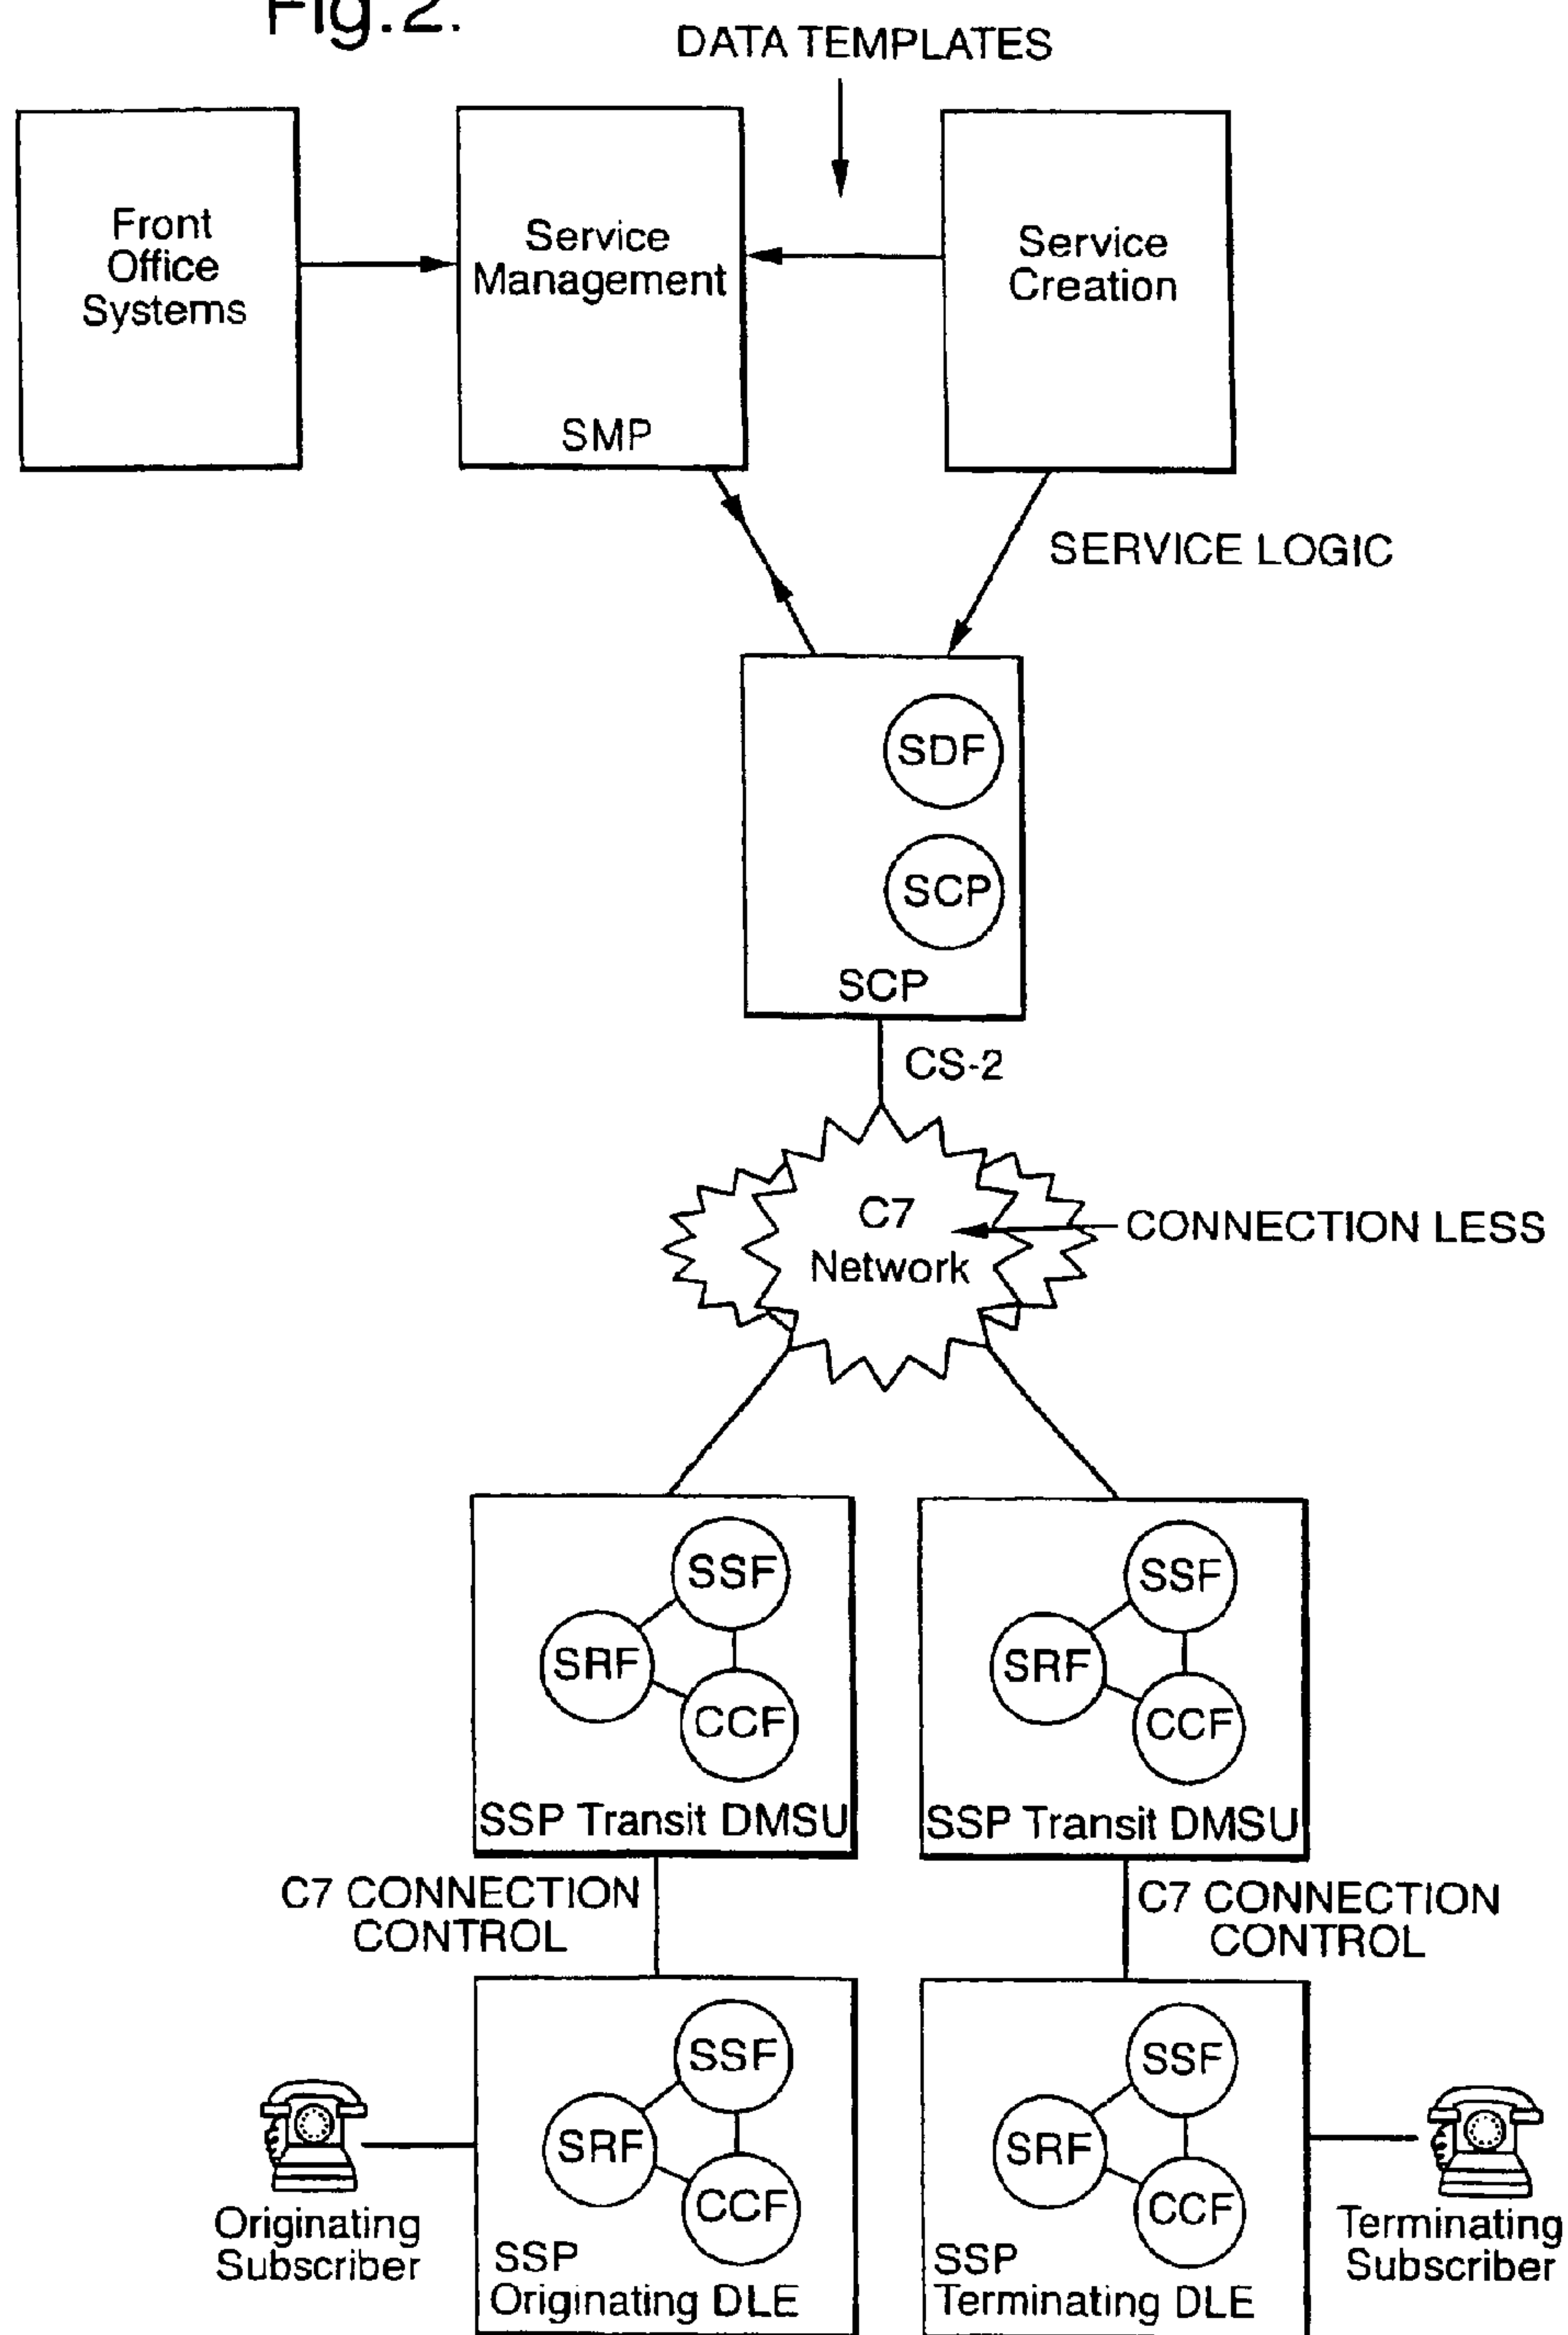 Fig.2.
DATA TEMPLATES
Front
Office
Systems
Service
Management
SMP
Service
Creation
SERVICE LOGIC
SDF
SCP
SCP
CS-2
C7
Network
CONNECTION LESS
SSF
SRF
CCF
SSP Transit DMSU
SSF
SRF
CCF
SSP Transit DMSU
C7 CONNECTION
CONTROL
C7 CONNECTION
CONTROL
SSF
SRF
CCF
SSP
Originating DLE
SSF
SRF
CCF
SSP
Terminating DLE
Originating
Subscriber
Terminating
Subscriber